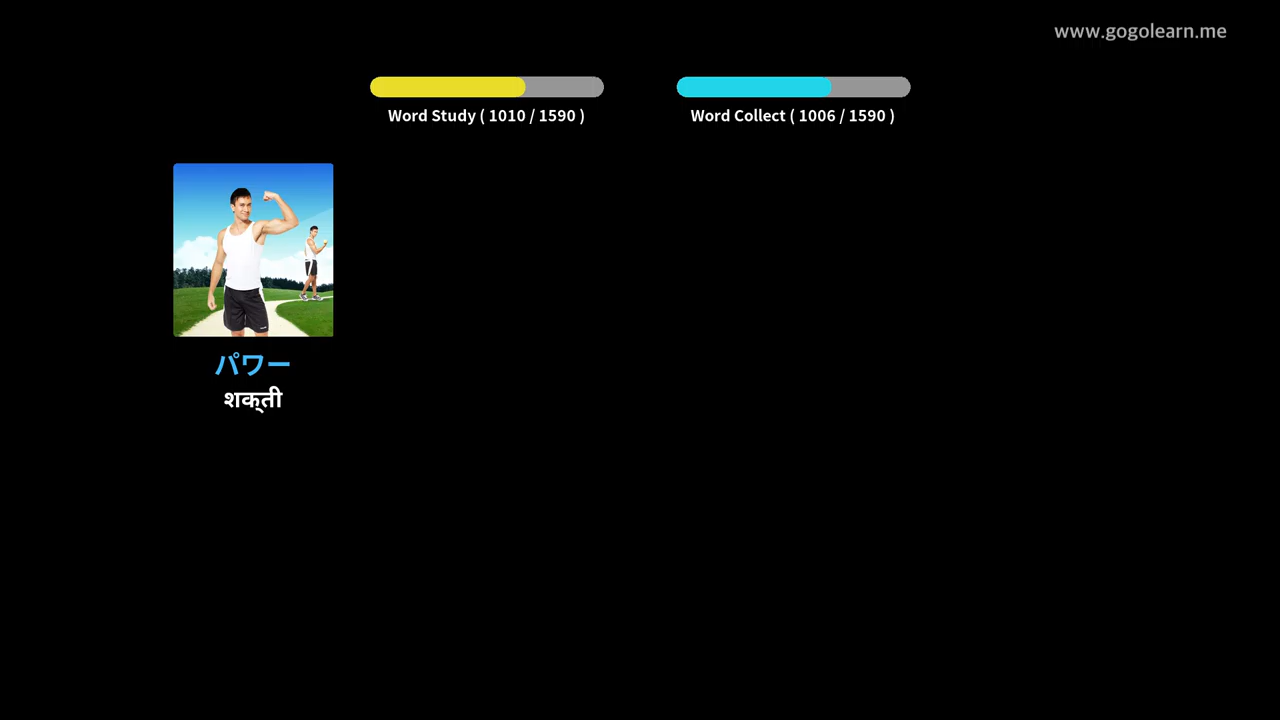 www.gogolearn.me
Word Study ( 1010 / 1590 )
Word Collect ( 1006 / 1590 )
パワー
शक्‌ती